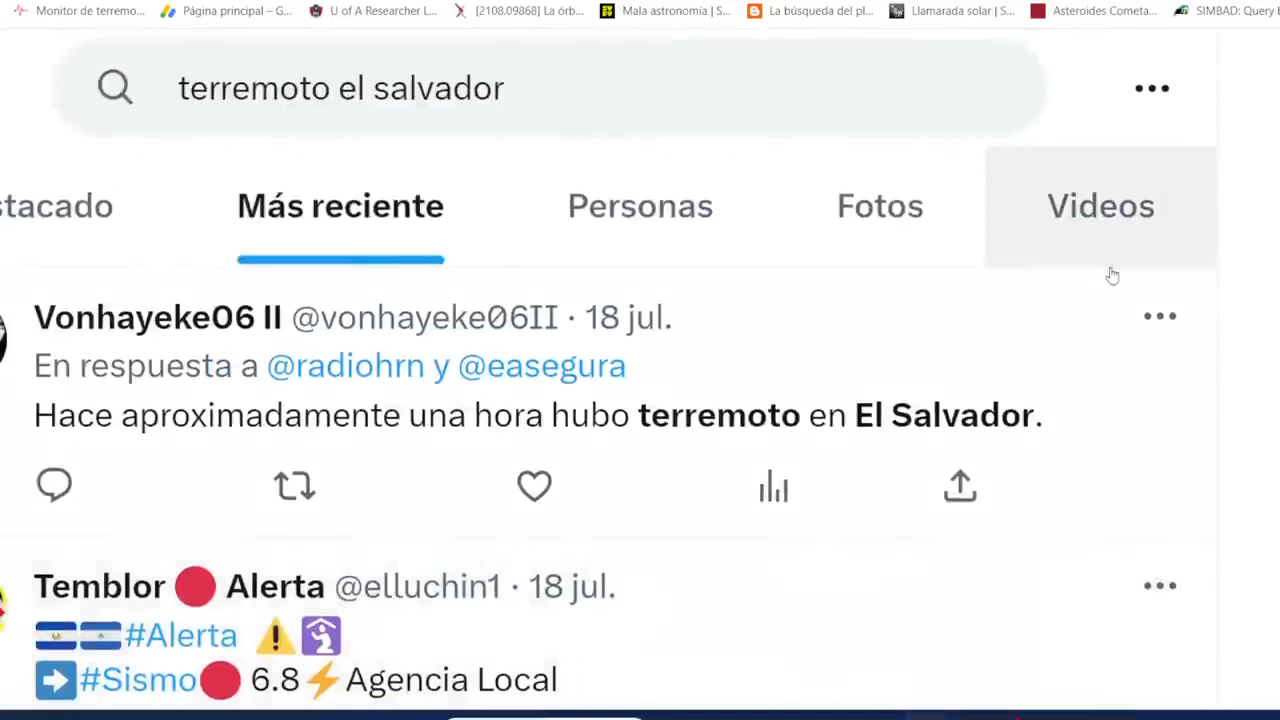 Monitor de terremo... Página principal – G... U of A Researcher L... [2108.09868] La órb... Mala astronomía | S... La búsqueda del pl... Llamarada solar | S... Asteroides Cometa... SIMBAD: Query
terremoto el salvador
stacado Más reciente Personas Fotos Videos
Vonhayeke06 II @vonhayeke06II · 18 jul.
En respuesta a @radiohrn y @easegura
Hace aproximadamente una hora hubo terremoto en El Salvador.
Temblor Alerta @elluchin1 · 18 jul.
#Alerta
#Sismo 6.8 Agencia Local